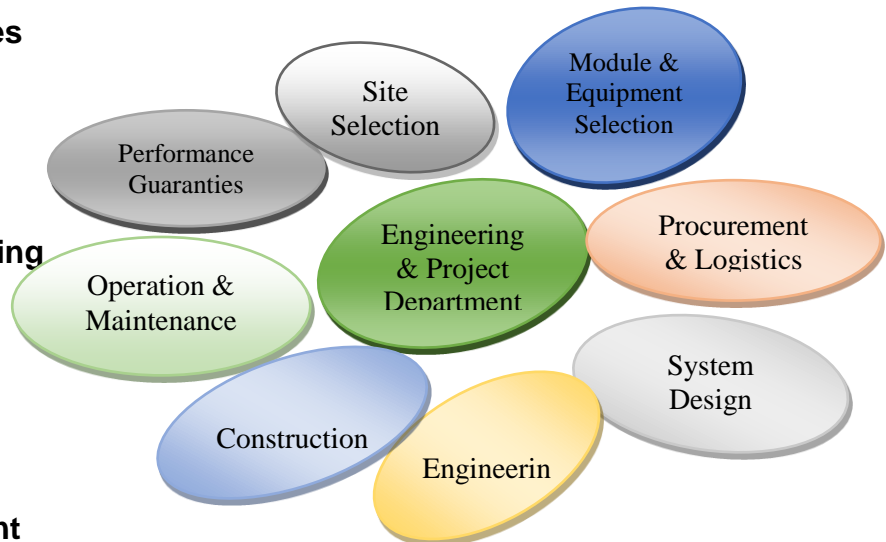 es
Module &
Equipment
Selection
Site
Selection
Performance
Guaranties
Procurement
& Logistics
Engineering
& Project
Department
ing
Operation &
Maintenance
System
Design
Construction
Engineerin
nt